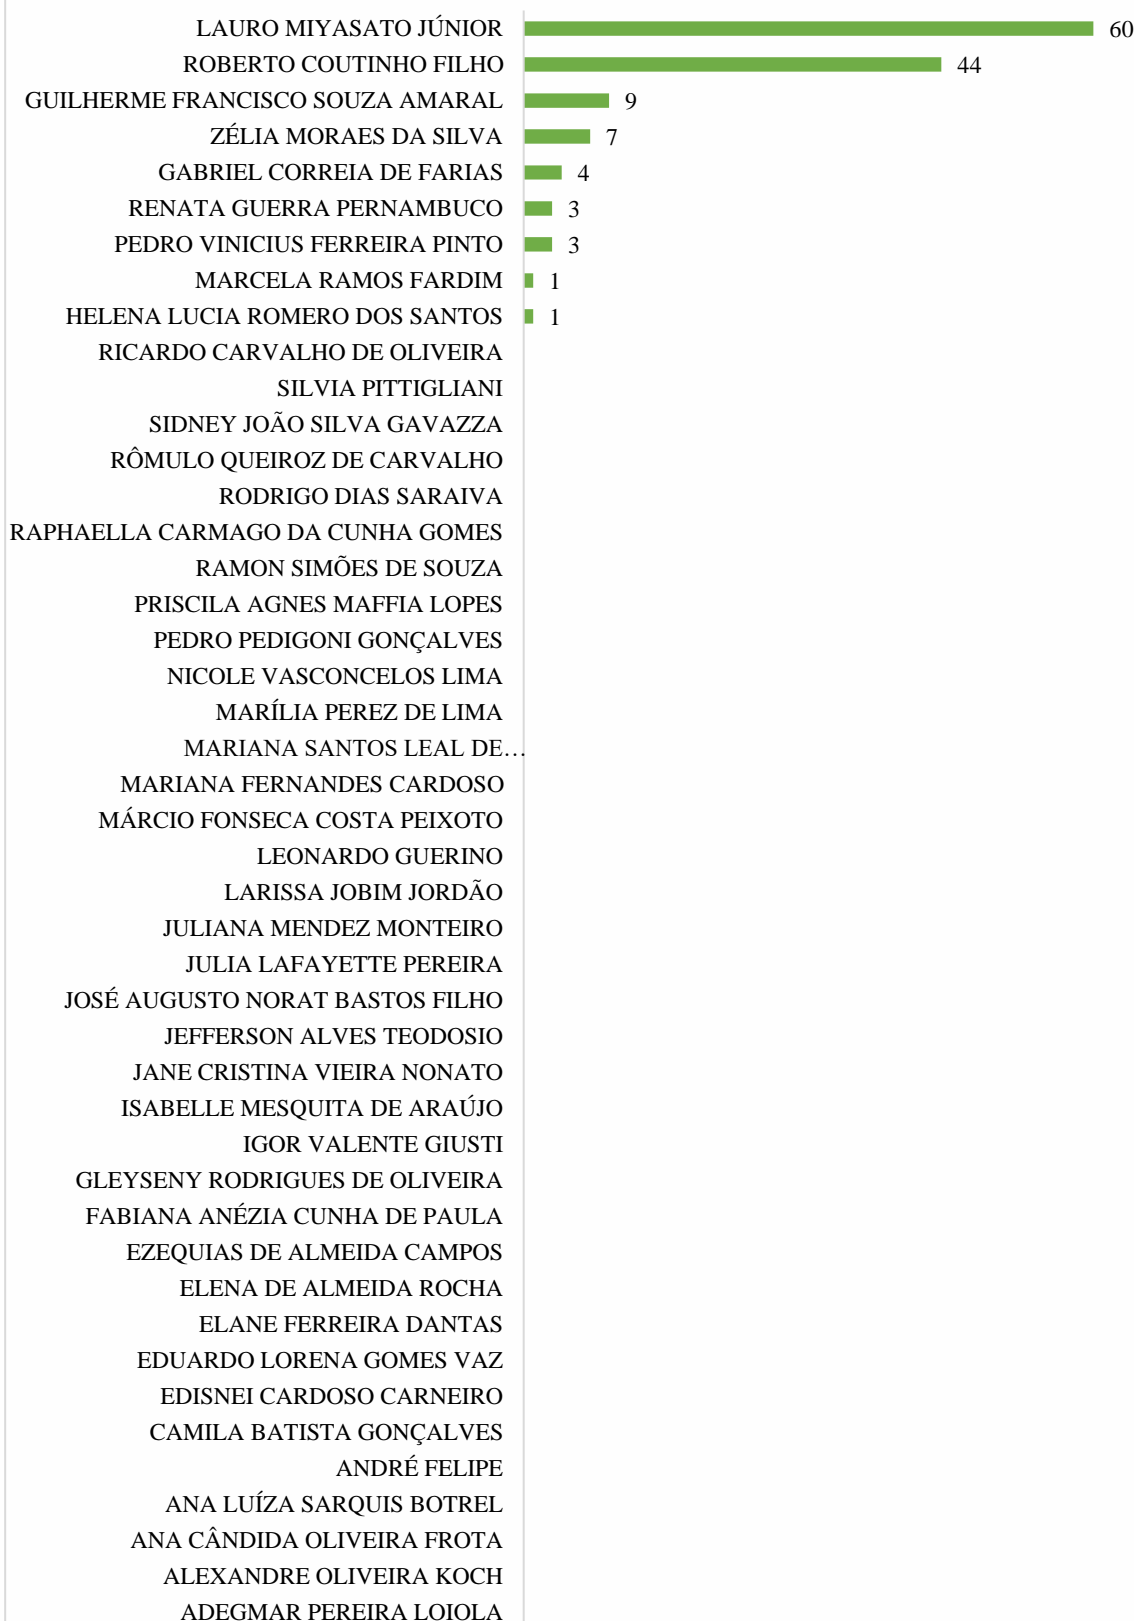 LAURO MIYASATO JÚNIOR 60
ROBERTO COUTINHO FILHO 44
GUILHERME FRANCISCO SOUZA AMARAL 9
ZÉLIA MORAES DA SILVA 7
GABRIEL CORREIA DE FARIAS 4
RENATA GUERRA PERNAMBUCO 3
PEDRO VINICIUS FERREIRA PINTO 3
MARCELA RAMOS FARDIM 1
HELENA LUCIA ROMERO DOS SANTOS 1
RICARDO CARVALHO DE OLIVEIRA
SILVIA PITTIGLIANI
SIDNEY JOÃO SILVA GAVAZZA
RÔMULO QUEIROZ DE CARVALHO
RODRIGO DIAS SARAIVA
RAPHAELLA CARMAGO DA CUNHA GOMES
RAMON SIMÕES DE SOUZA
PRISCILA AGNES MAFFIA LOPES
PEDRO PEDIGONI GONÇALVES
NICOLE VASCONCELOS LIMA
MARÍLIA PEREZ DE LIMA
MARIANA SANTOS LEAL DE…
MARIANA FERNANDES CARDOSO
MÁRCIO FONSECA COSTA PEIXOTO
LEONARDO GUERINO
LARISSA JOBIM JORDÃO
JULIANA MENDEZ MONTEIRO
JULIA LAFAYETTE PEREIRA
JOSÉ AUGUSTO NORAT BASTOS FILHO
JEFFERSON ALVES TEODOSIO
JANE CRISTINA VIEIRA NONATO
ISABELLE MESQUITA DE ARAÚJO
IGOR VALENTE GIUSTI
GLEYSENY RODRIGUES DE OLIVEIRA
FABIANA ANÉZIA CUNHA DE PAULA
EZEQUIAS DE ALMEIDA CAMPOS
ELENA DE ALMEIDA ROCHA
ELANE FERREIRA DANTAS
EDUARDO LORENA GOMES VAZ
EDISNEI CARDOSO CARNEIRO
CAMILA BATISTA GONÇALVES
ANDRÉ FELIPE
ANA LUÍZA SARQUIS BOTREL
ANA CÂNDIDA OLIVEIRA FROTA
ALEXANDRE OLIVEIRA KOCH
ADEGMAR PEREIRA LOIOLA